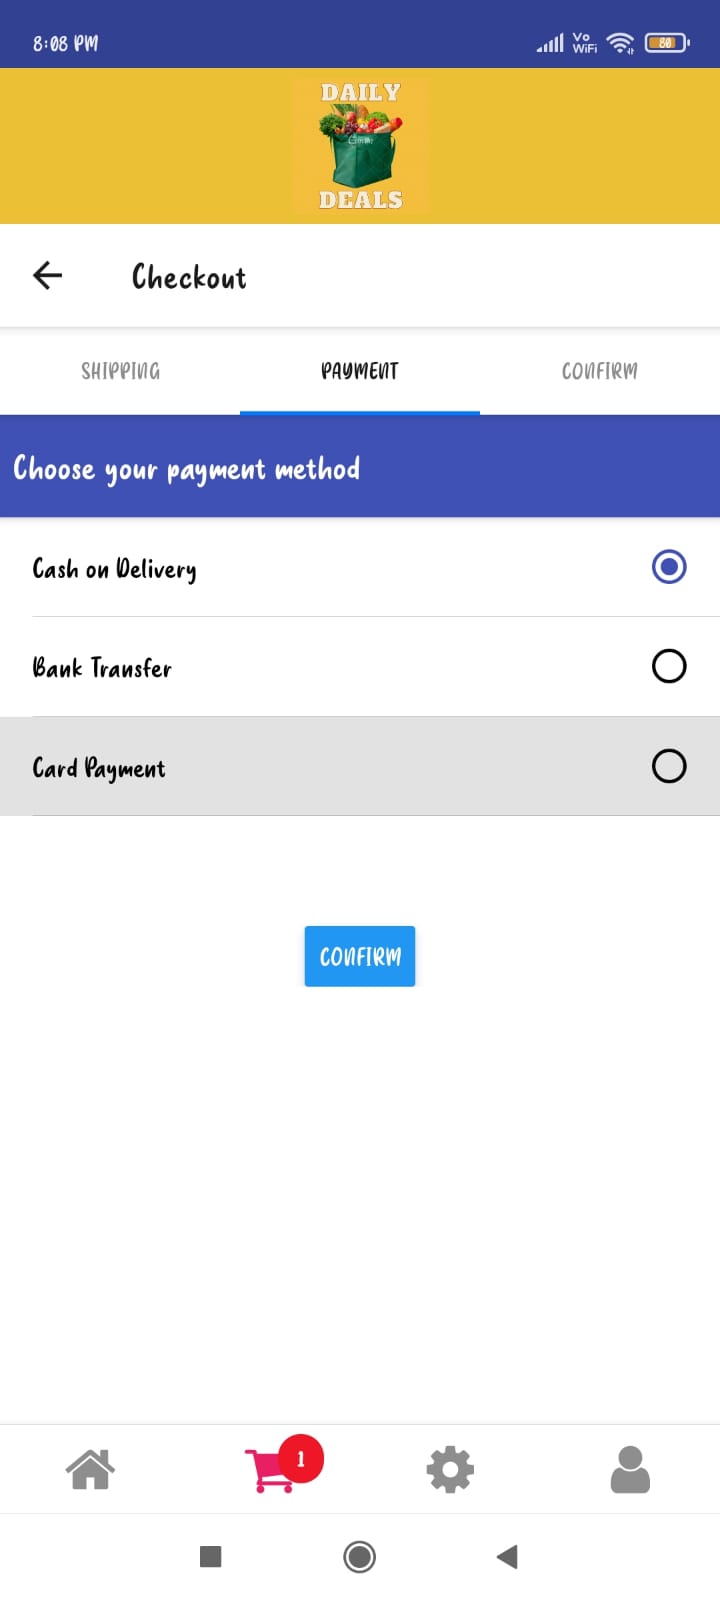 8:08 PM
Vo
WiFi
80
DAILY
DEALS
Checkout
SHIPPING
PAYMENT
CONFIRM
Choose your payment method
Cash on Delivery
Bank Transfer
Card Payment
CONFIRM
1